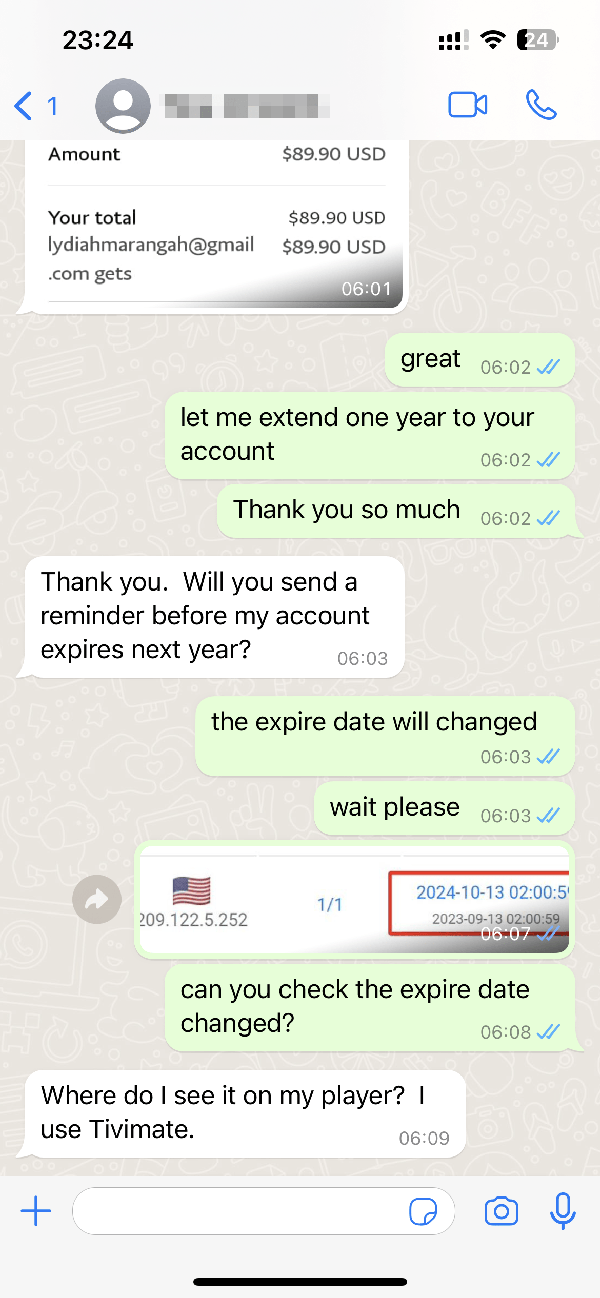 23:24
24
1
Amount $89.90 USD
Your total $89.90 USD
lydiahmarangah@gmail $89.90 USD
.com gets
06:01
great 06:02
let me extend one year to your
account 06:02
Thank you so much 06:02
Thank you. Will you send a
reminder before my account
expires next year? 06:03
the expire date will changed
06:03
wait please 06:03
1/1 2024-10-13 02:00:59
209.122.5.252 2023-09-13 02:00:59
06:07
can you check the expire date
changed? 06:08
Where do I see it on my player? I
use Tivimate. 06:09